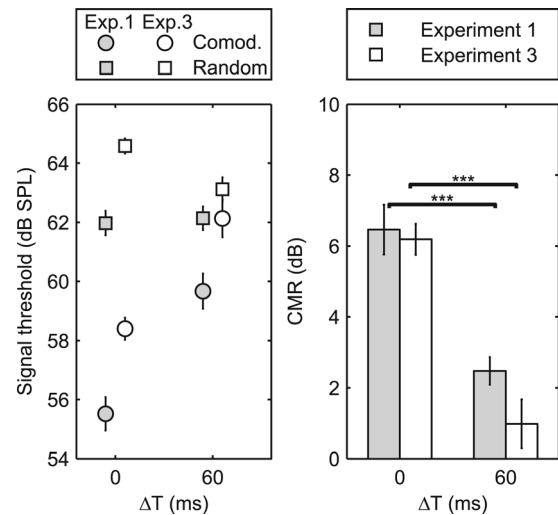 Exp.1 Exp.3
Comod.
Random
Signal threshold (dB SPL)
64
62
60
58
56
54
0 60
ΔT (ms)
Experiment 1
Experiment 3
CMR (dB)
10
8
6
4
2
0
***
***
0 60
ΔT (ms)